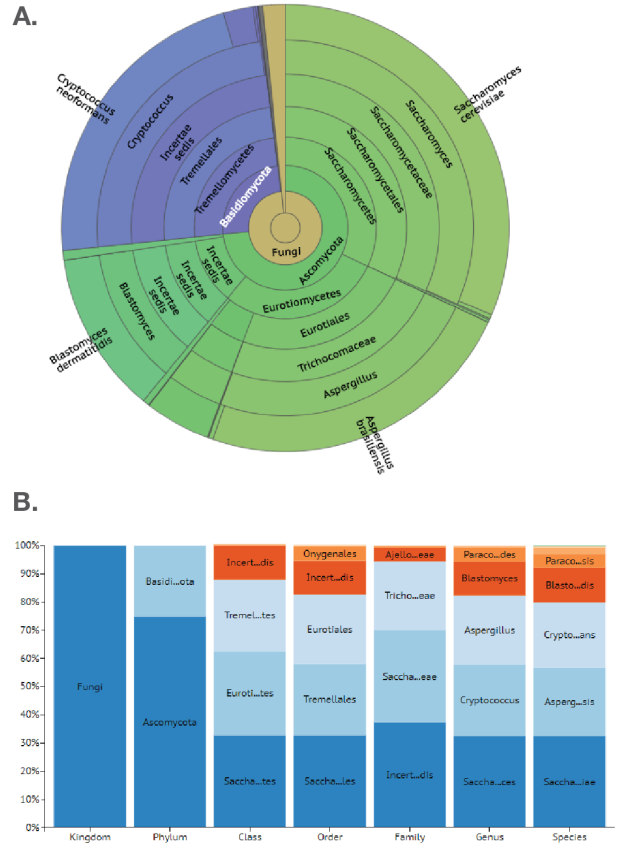 A.
Cryptococcus
neoformans
Cryptococcus
Incertae
sedis
Tremellales
Tremellomycetes
Basidiomycota
Saccharomyces
cerevisiae
Saccharomyces
Saccharomycetaceae
Saccharomycetales
Saccharomycetes
Fungi
Ascomycota
Incertae
sedis
Incertae
sedis
Incertae
sedis
Blastomyces
Blastomyces
dermatitidis
Eurotiomycetes
Eurotiales
Trichocomaceae
Aspergillus
Aspergillus
brasiliensis
B.
100%
90%
80%
70%
60%
50%
40%
30%
20%
10%
0%
Fungi
Basidi...ota
Ascomycota
Incert...dis
Tremel...tes
Euroti...tes
Saccha...tes
Onygenales
Incert...dis
Eurotiales
Tremellales
Saccha...les
Ajello...eae
Tricho...eae
Saccha...eae
Incert...dis
Paraco...des
Blastomyces
Aspergillus
Cryptococcus
Saccha...ces
Paraco...sis
Blasto...dis
Crypto...ans
Asperg...sis
Saccha...iae
Kingdom Phylum Class Order Family Genus Species